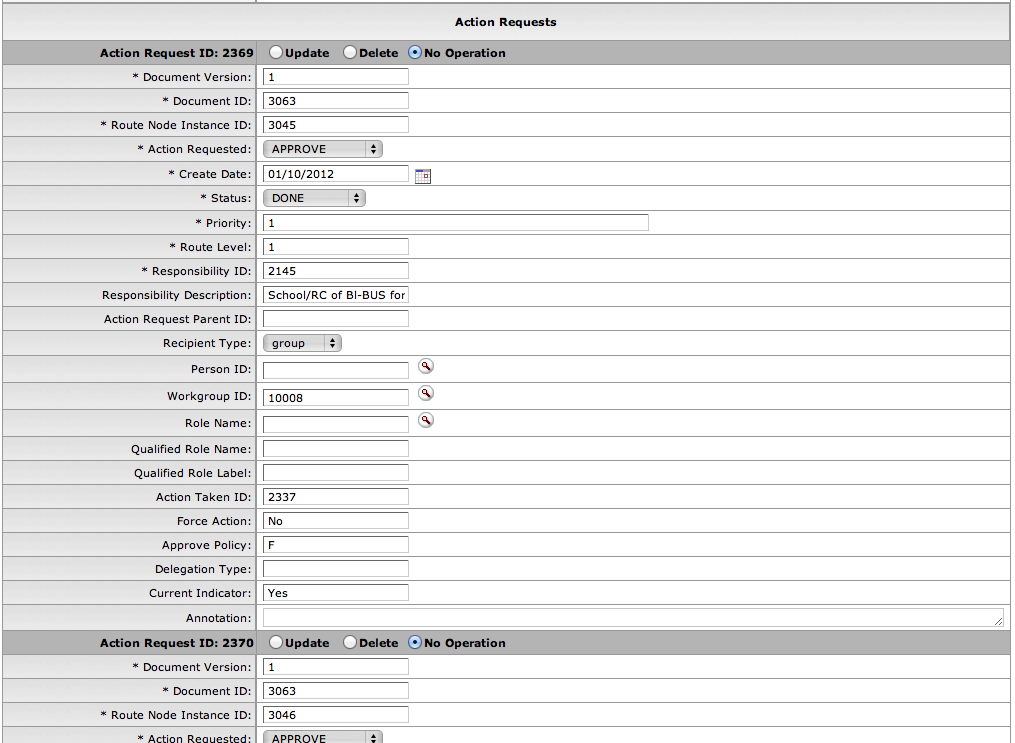 Action Requests
Action Request ID: 2369 Update Delete No Operation
* Document Version: 1
* Document ID: 3063
* Route Node Instance ID: 3045
* Action Requested: APPROVE
* Create Date: 01/10/2012
* Status: DONE
* Priority: 1
* Route Level: 1
* Responsibility ID: 2145
Responsibility Description: School/RC of BI-BUS for
Action Request Parent ID:
Recipient Type: group
Person ID:
Workgroup ID: 10008
Role Name:
Qualified Role Name:
Qualified Role Label:
Action Taken ID: 2337
Force Action: No
Approve Policy: F
Delegation Type:
Current Indicator: Yes
Annotation:
Action Request ID: 2370 Update Delete No Operation
* Document Version: 1
* Document ID: 3063
* Route Node Instance ID: 3046
* Action Requested: APPROVE